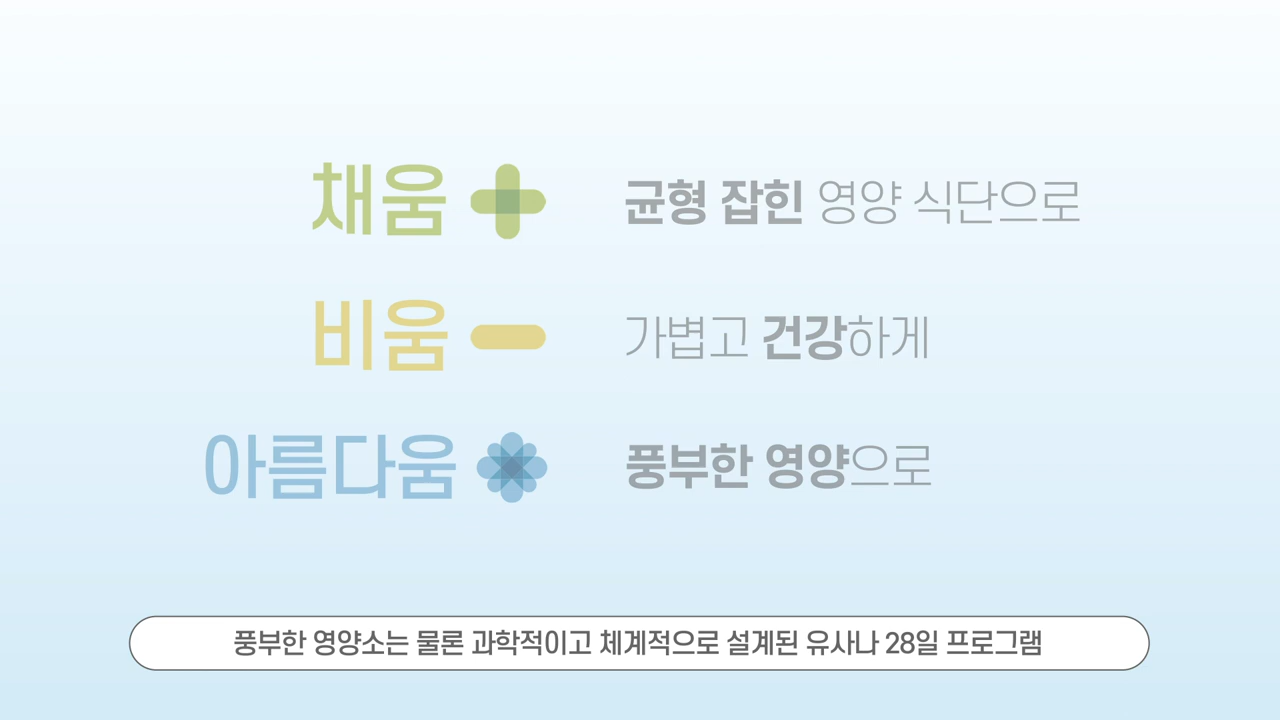 채움 균형 잡힌 영양 식단으로
비움 가볍고 건강하게
아름다움 풍부한 영양으로
풍부한 영양소는 물론 과학적이고 체계적으로 설계된 유사나 28일 프로그램